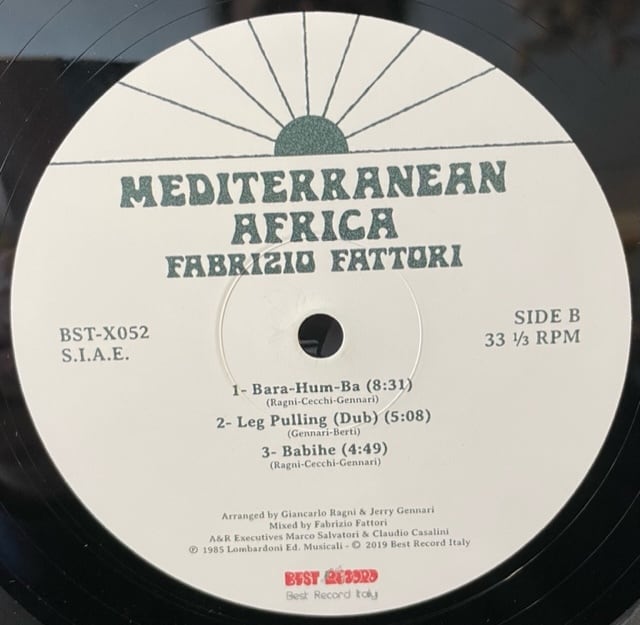 MEDITERRANEAN
AFRICA
FABRIZIO FATTORI
BST-X052
S.I.A.E.
SIDE B
33 ⅓ RPM
1- Bara-Hum-Ba (8:31)
(Ragni-Cecchi-Gennari)
2- Leg Pulling (Dub) (5:08)
(Gennari-Berti)
3- Babihe (4:49)
(Ragni-Cecchi-Gennari)
Arranged by Giancarlo Ragni & Jerry Gennari
Mixed by Fabrizio Fattori
A&R Executives Marco Salvatori & Claudio Casalini
℗ 1985 Lombardoni Ed. Musicali - © 2019 Best Record Italy
BEST RECORD
Best Record Italy